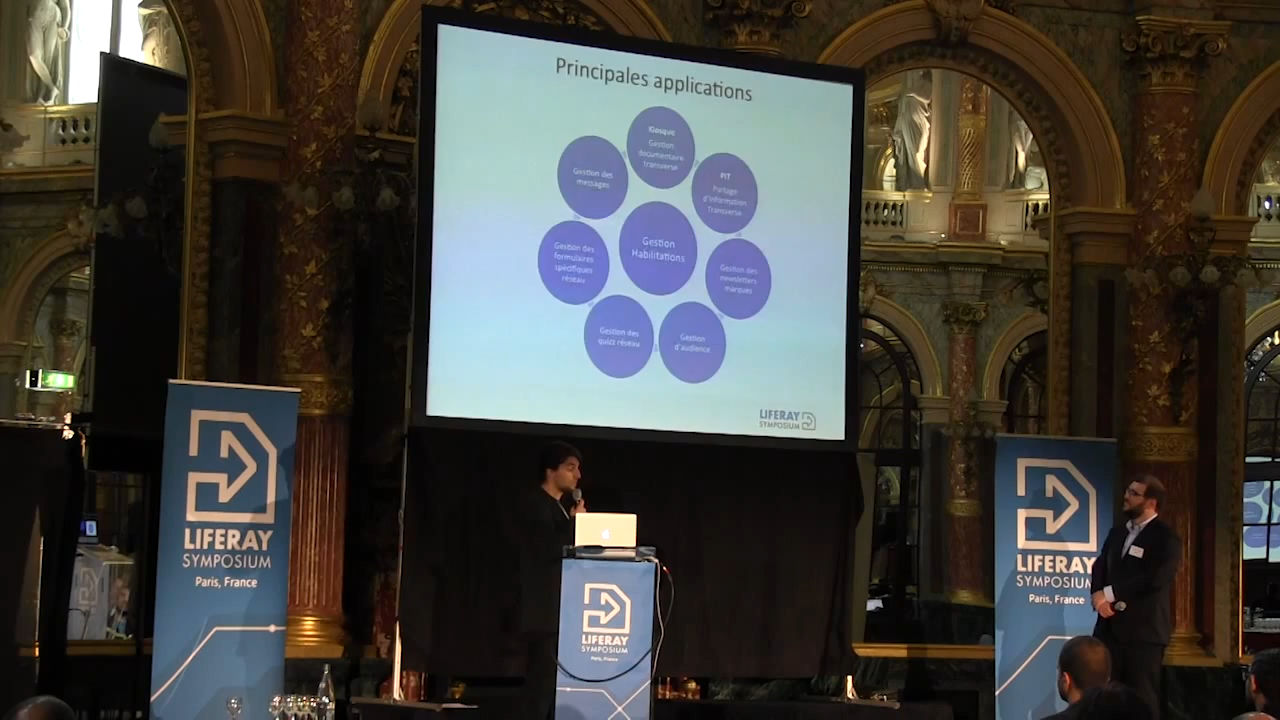 Principales applications
Kiosque
Gestion
documentaire
transverse
PIT
Partage
d'Information
Transverse
Gestion des
newsletters
marques
Gestion
d'audience
Gestion des
quizz réseau
Gestion des
formulaires
spécifiques
réseau
Gestion des
messages
Gestion
Habilitations
LIFERAY
SYMPOSIUM
LIFERAY
SYMPOSIUM
Paris, France
LIFERAY
SYMPOSIUM
Paris, France
LIFERAY
SYMPOSIUM
Paris, France